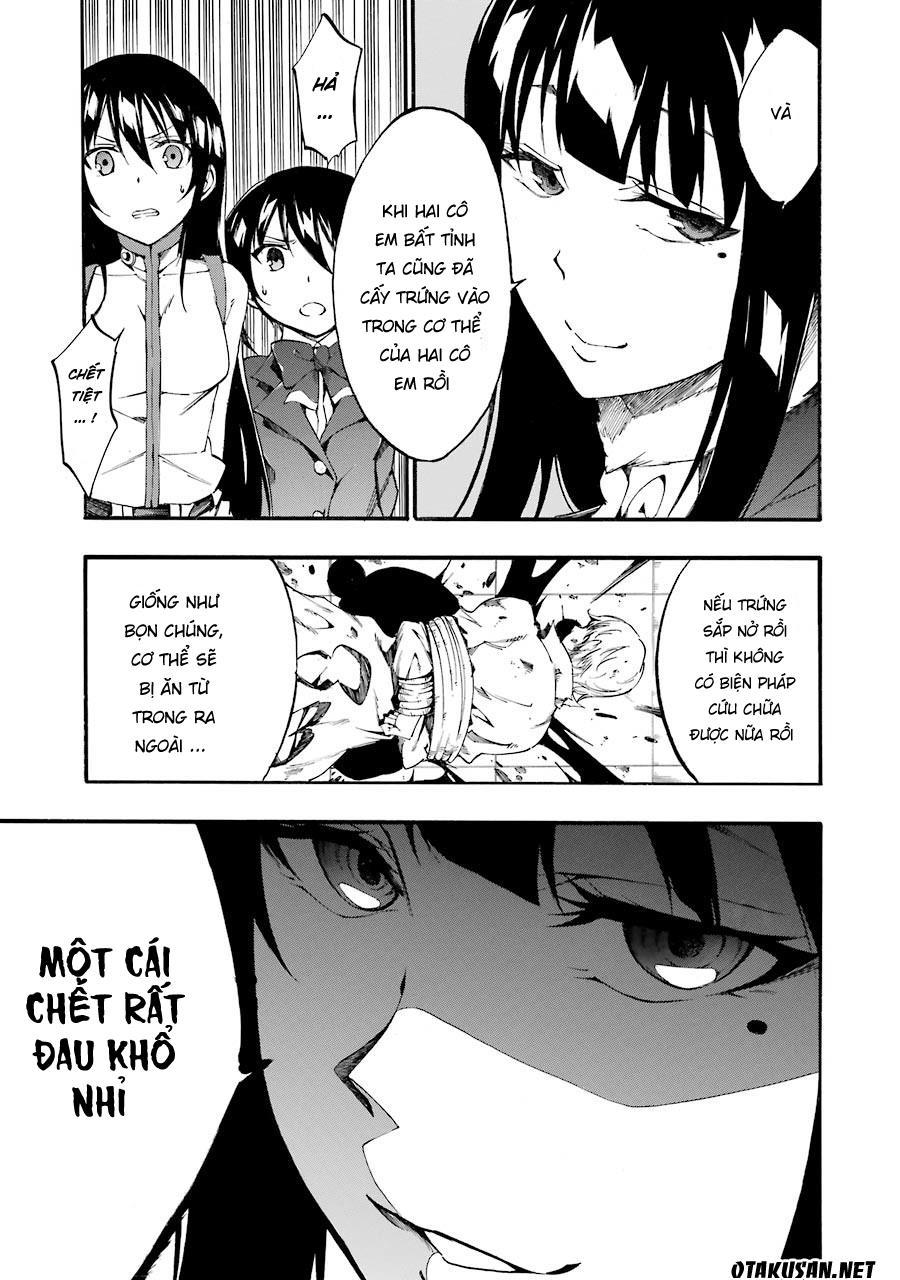 VÀ
KHI HAI CÔ
EM BẤT TỈNH
TA CŨNG ĐÃ
CẤY TRỨNG VÀO
TRONG CƠ THỂ
CỦA HAI CÔ
EM RỒI
HẢ
...
CHẾT
TIỆT
... !
NẾU TRỨNG
SẮP NỞ RỒI
THÌ KHÔNG
CÓ BIỆN PHÁP
CỨU CHỮA
ĐƯỢC NỮA RỒI
GIỐNG NHƯ
BỌN CHÚNG,
CƠ THỂ SẼ
BỊ ĂN TỪ
TRONG RA
NGOÀI ...
MỘT CÁI
CHẾT RẤT
ĐAU KHỔ
NHỈ
OTAKUSAN.NET